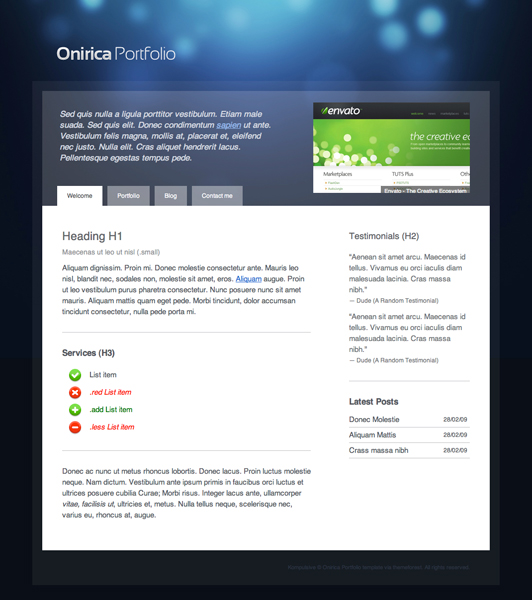 Onirica Portfolio
Sed quis nulla a ligula porttitor vestibulum. Etiam male
suada. Sed quis elit. Donec condimentum sapien ut ante.
Vestibulum felis magna, mollis at, placerat et, eleifend
nec justo. Nulla elit. Cras aliquet hendrerit lacus.
Pellentesque egestas tempus pede.
envato
the creative e
Marketplaces
TUTS Plus
Othe
Envato - The Creative Ecosystem
Welcome
Portfolio
Blog
Contact me
Heading H1
Maecenas ut leo ut nisl (.small)
Aliquam dignissim. Proin mi. Donec molestie consectetur ante. Mauris leo
nisl, blandit nec, sodales non, molestie sit amet, eros. Aliquam augue. Proin
ut leo vestibulum purus pharetra consectetur. Nunc posuere nunc sit amet
mauris. Aliquam mattis quam eget pede. Morbi tincidunt, dolor accumsan
tincidunt consectetur, nulla pede porta mi.
Services (H3)
List item
.red List item
.add List item
.less List item
Donec ac nunc ut metus rhoncus lobortis. Donec lacus. Proin luctus molestie
neque. Nam dictum. Vestibulum ante ipsum primis in faucibus orci luctus et
ultrices posuere cubilia Curae; Morbi risus. Integer lacus ante, ullamcorper
vitae, facilisis ut, ultricies et, metus. Nulla tellus neque, scelerisque nec,
varius eu, rhoncus at, augue.
Testimonials (H2)
"Aenean sit amet arcu. Maecenas id
tellus. Vivamus eu orci iaculis diam
malesuada lacinia. Cras massa
nibh."
— Dude (A Random Testimonial)
"Aenean sit amet arcu. Maecenas id
tellus. Vivamus eu orci iaculis diam
malesuada lacinia. Cras massa
nibh."
— Dude (A Random Testimonial)
Latest Posts
Donec Molestie 28/02/09
Aliquam Mattis 28/02/09
Crass massa nibh 28/02/09
© Onirica Portfolio template via themeforest. All rights reserved.